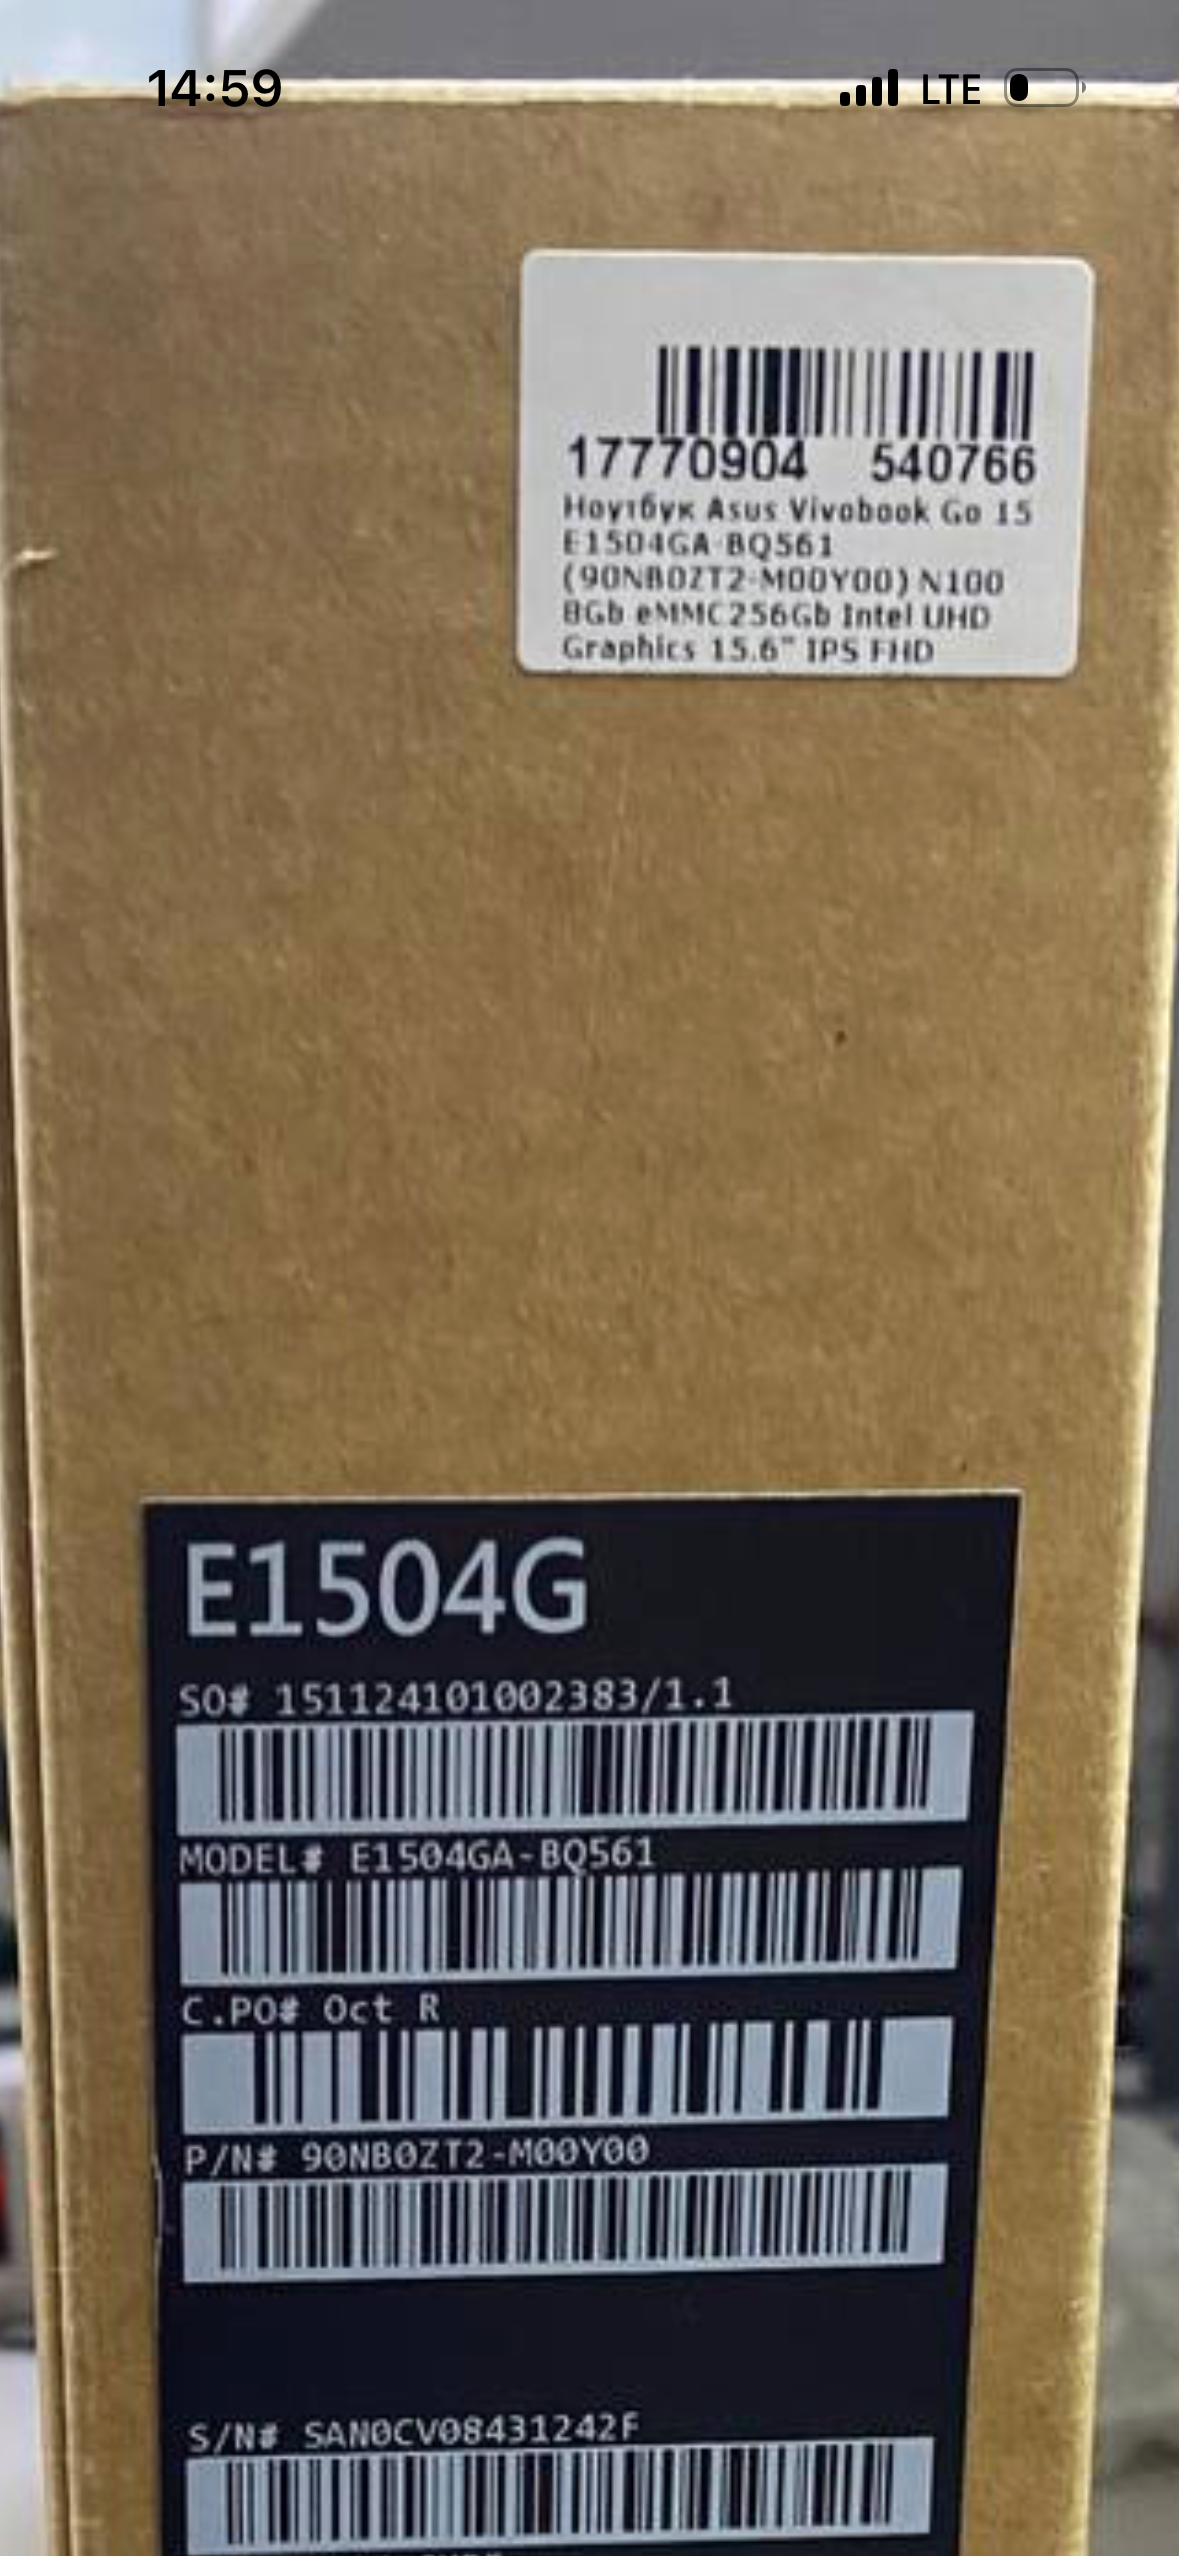 14:59 LTE
17770904 540766
Ноутбук Asus Vivobook Go 15
E1504GA-BQ561
(90NB0ZT2-M00Y00) N100
8Gb eMMC256Gb Intel UHD
Graphics 15.6" IPS FHD
E1504G
SO# 151124101002383/1.1
MODEL# E1504GA-BQ561
C.PO# Oct R
P/N# 90NB0ZT2-M00Y00
S/N# SAN0CV08431242F